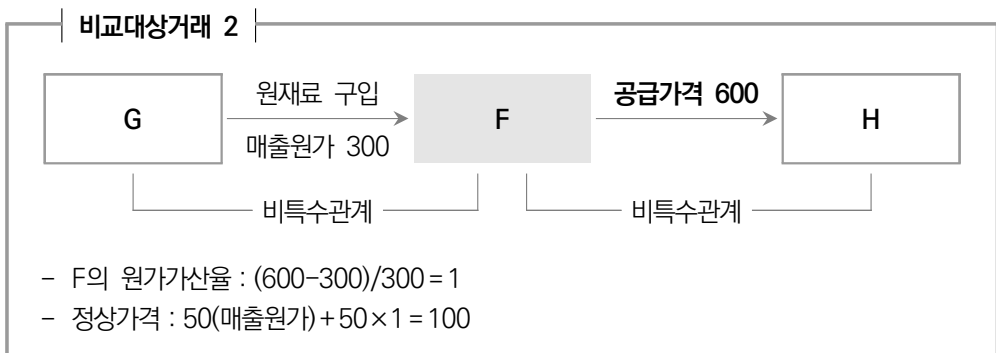 비교대상거래 2
G
원재료 구입
매출원가 300
F
공급가격 600
H
비특수관계
비특수관계
- F의 원가가산율 : (600-300)/300=1
- 정상가격 : 50(매출원가)+50×1=100